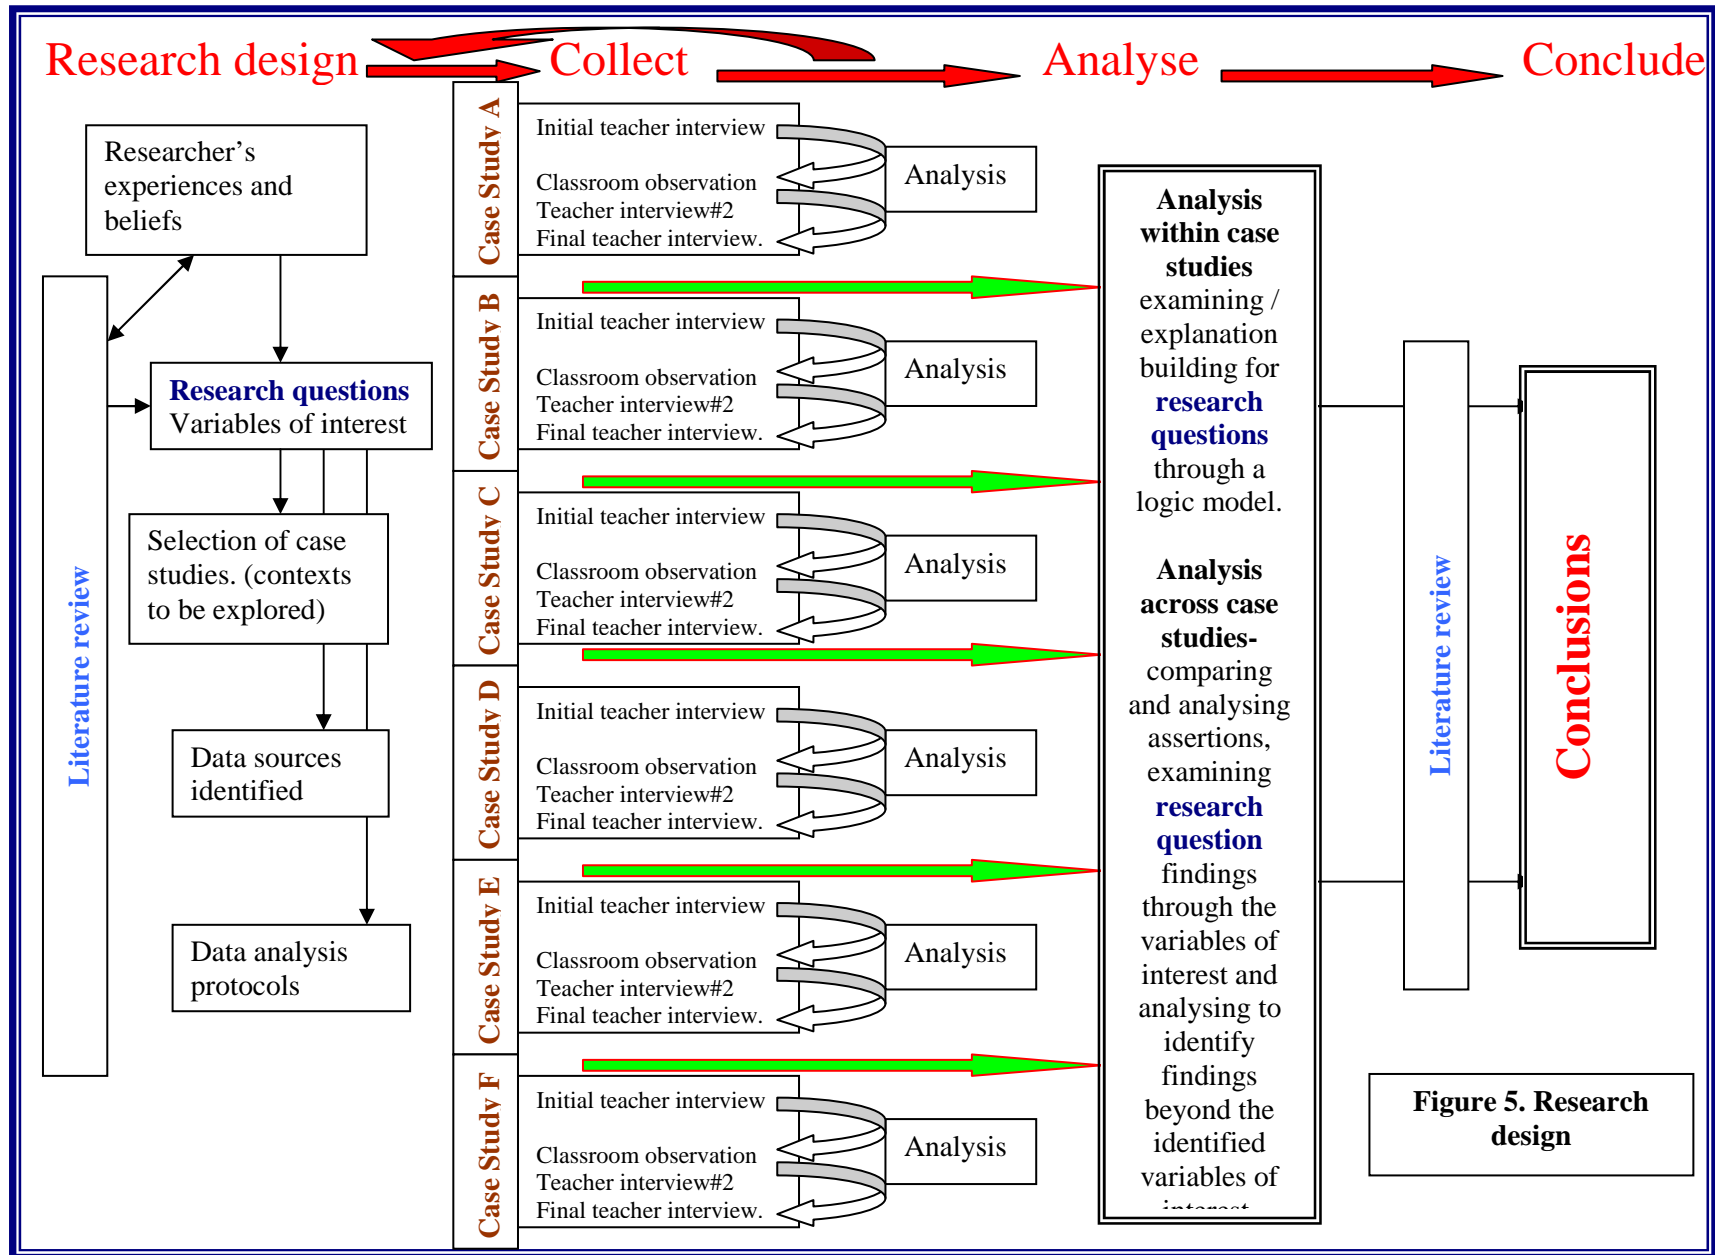 Research design
Collect
Analyse
Conclude
Researcher's
experiences and
beliefs
Literature review
Research questions
Variables of interest
Selection of case
studies. (contexts
to be explored)
Data sources
identified
Data analysis
protocols
Case Study A
Initial teacher interview
Classroom observation
Teacher interview#2
Final teacher interview.
Analysis
Case Study B
Initial teacher interview
Classroom observation
Teacher interview#2
Final teacher interview.
Analysis
Case Study C
Initial teacher interview
Classroom observation
Teacher interview#2
Final teacher interview.
Analysis
Case Study D
Initial teacher interview
Classroom observation
Teacher interview#2
Final teacher interview.
Analysis
Case Study E
Initial teacher interview
Classroom observation
Teacher interview#2
Final teacher interview.
Analysis
Case Study F
Initial teacher interview
Classroom observation
Teacher interview#2
Final teacher interview.
Analysis
Analysis
within case
studies
examining /
explanation
building for
research
questions
through a
logic model.
Analysis
across case
studies-
comparing
and analysing
assertions,
examining
research
question
findings
through the
variables of
interest and
analysing to
identify
findings
beyond the
identified
variables of
interest
Literature review
Conclusions
Figure 5. Research
design